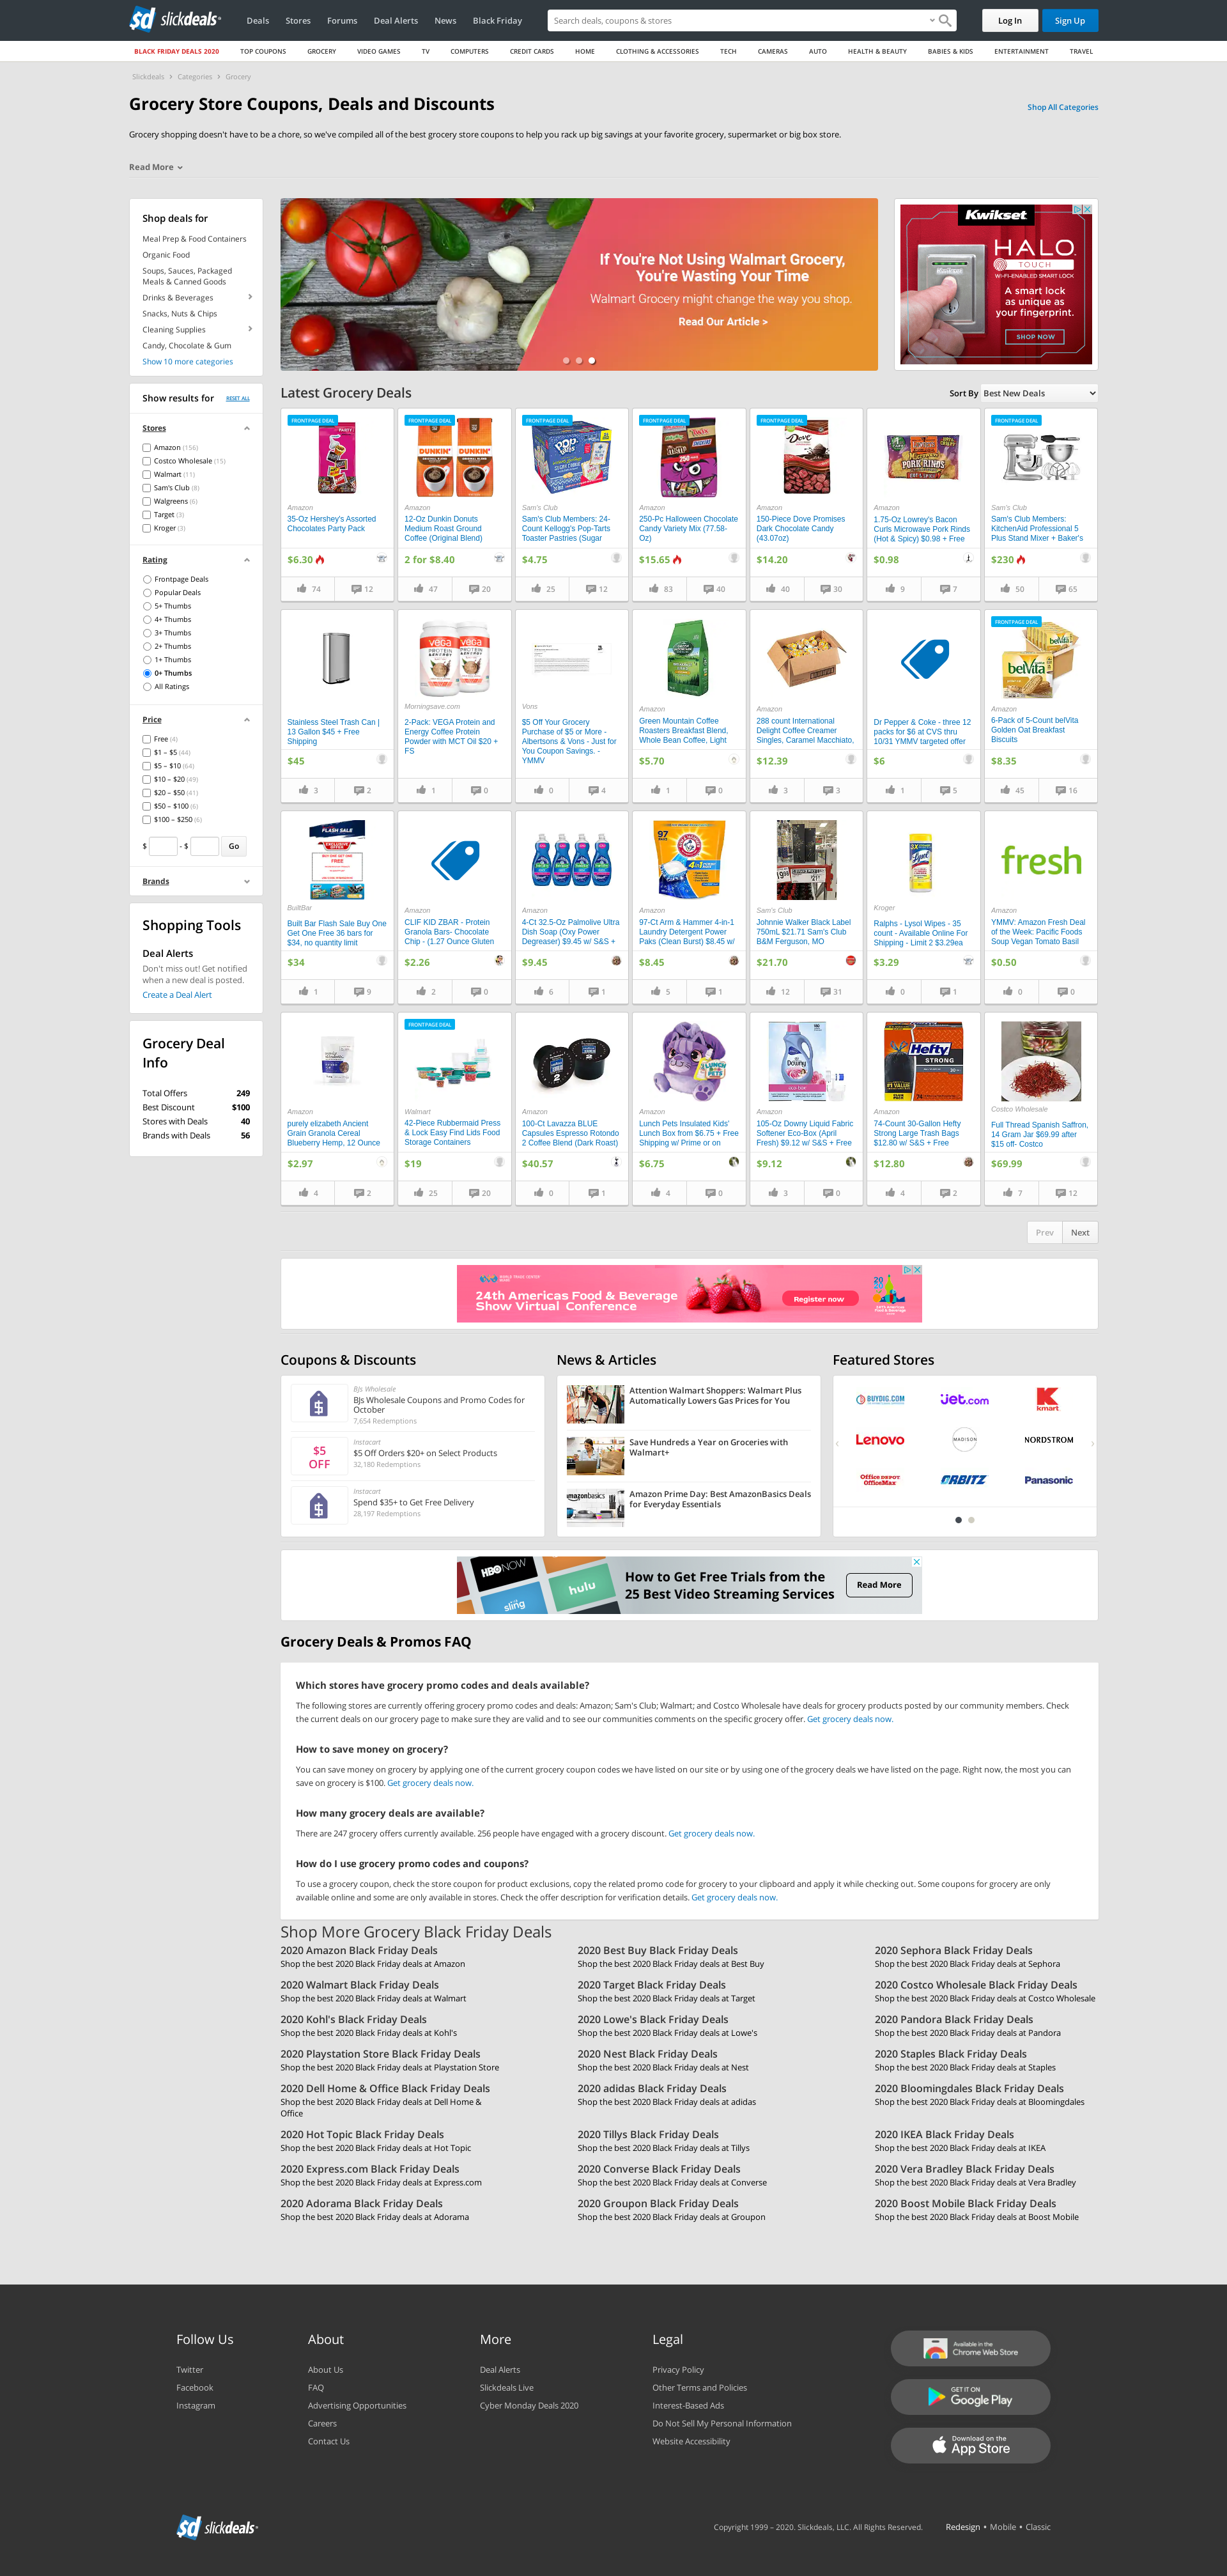 slickdeals
Deals Stores Forums Deal Alerts News Black Friday
Search deals, coupons & stores
Log In Sign Up
BLACK FRIDAY DEALS 2020 TOP COUPONS GROCERY VIDEO GAMES TV COMPUTERS CREDIT CARDS HOME CLOTHING & ACCESSORIES TECH CAMERAS AUTO HEALTH & BEAUTY BABIES & KIDS ENTERTAINMENT TRAVEL
Slickdeals › Categories › Grocery
Grocery Store Coupons, Deals and Discounts
Shop All Categories
Grocery shopping doesn't have to be a chore, so we've compiled all of the best grocery store coupons to help you rack up big savings at your favorite grocery, supermarket or big box store.
Read More
Shop deals for
Meal Prep & Food Containers
Organic Food
Soups, Sauces, Packaged
Meals & Canned Goods
Drinks & Beverages
Snacks, Nuts & Chips
Cleaning Supplies
Candy, Chocolate & Gum
Show 10 more categories
If You're Not Using Walmart Grocery,
You're Wasting Your Time
Walmart Grocery might change the way you shop.
Read Our Article >
Kwikset
HALO
TOUCH
WI-FI-ENABLED SMART LOCK
A smart lock
as unique as
your fingerprint.
SHOP NOW
Show results for RESET ALL
Stores
Amazon (156)
Costco Wholesale (15)
Walmart (11)
Sam's Club (8)
Walgreens (6)
Target (3)
Kroger (3)
Rating
Frontpage Deals
Popular Deals
5+ Thumbs
4+ Thumbs
3+ Thumbs
2+ Thumbs
1+ Thumbs
0+ Thumbs
All Ratings
Price
Free (4)
$1 – $5 (44)
$5 – $10 (64)
$10 – $20 (49)
$20 – $50 (41)
$50 – $100 (6)
$100 – $250 (6)
$ - $ Go
Brands
Shopping Tools
Deal Alerts
Don't miss out! Get notified
when a new deal is posted.
Create a Deal Alert
Grocery Deal
Info
Total Offers 249
Best Discount $100
Stores with Deals 40
Brands with Deals 56
Latest Grocery Deals
Sort By Best New Deals
FRONTPAGE DEAL
Amazon
35-Oz Hershey's Assorted
Chocolates Party Pack
$6.30
74 12
FRONTPAGE DEAL
DUNKIN'
Amazon
12-Oz Dunkin Donuts
Medium Roast Ground
Coffee (Original Blend)
2 for $8.40
47 20
FRONTPAGE DEAL
Sam's Club
Sam's Club Members: 24-
Count Kellogg's Pop-Tarts
Toaster Pastries (Sugar
$4.75
25 12
FRONTPAGE DEAL
250
Amazon
250-Pc Halloween Chocolate
Candy Variety Mix (77.58-
Oz)
$15.65
83 40
FRONTPAGE DEAL
Dove
Amazon
150-Piece Dove Promises
Dark Chocolate Candy
(43.07oz)
$14.20
40 30
PORK RINDS
Amazon
1.75-Oz Lowrey's Bacon
Curls Microwave Pork Rinds
(Hot & Spicy) $0.98 + Free
$0.98
9 7
FRONTPAGE DEAL
Sam's Club
Sam's Club Members:
KitchenAid Professional 5
Plus Stand Mixer + Baker's
$230
50 65
Stainless Steel Trash Can |
13 Gallon $45 + Free
Shipping
$45
3 2
vega
Morningsave.com
2-Pack: VEGA Protein and
Energy Coffee Protein
Powder with MCT Oil $20 +
FS
1 0
Vons
$5 Off Your Grocery
Purchase of $5 or More -
Albertsons & Vons - Just for
You Coupon Savings. -
YMMV
0 4
Amazon
Green Mountain Coffee
Roasters Breakfast Blend,
Whole Bean Coffee, Light
$5.70
1 0
Amazon
288 count International
Delight Coffee Creamer
Singles, Caramel Macchiato,
$12.39
3 3
Dr Pepper & Coke - three 12
packs for $6 at CVS thru
10/31 YMMV targeted offer
$6
1 5
FRONTPAGE DEAL
belVita
Amazon
6-Pack of 5-Count belVita
Golden Oat Breakfast
Biscuits
$8.35
45 16
FLASH SALE
FREE
BuiltBar
Built Bar Flash Sale Buy One
Get One Free 36 bars for
$34, no quantity limit
$34
1 9
Amazon
CLIF KID ZBAR - Protein
Granola Bars- Chocolate
Chip - (1.27 Ounce Gluten
$2.26
2 0
Amazon
4-Ct 32.5-Oz Palmolive Ultra
Dish Soap (Oxy Power
Degreaser) $9.45 w/ S&S +
$9.45
6 1
97
ARM & HAMMER
Amazon
97-Ct Arm & Hammer 4-in-1
Laundry Detergent Power
Paks (Clean Burst) $8.45 w/
$8.45
5 1
Sam's Club
Johnnie Walker Black Label
750mL $21.71 Sam's Club
B&M Ferguson, MO
$21.70
12 31
Lysol
Kroger
Ralphs - Lysol Wipes - 35
count - Available Online For
Shipping - Limit 2 $3.29ea
$3.29
0 1
fresh
Amazon
YMMV: Amazon Fresh Deal
of the Week: Pacific Foods
Soup Vegan Tomato Basil
$0.50
0 0
Amazon
purely elizabeth Ancient
Grain Granola Cereal
Blueberry Hemp, 12 Ounce
$2.97
4 2
FRONTPAGE DEAL
Walmart
42-Piece Rubbermaid Press
& Lock Easy Find Lids Food
Storage Containers
$19
25 20
Amazon
100-Ct Lavazza BLUE
Capsules Espresso Rotondo
2 Coffee Blend (Dark Roast)
$40.57
0 1
LUNCH PETS
Amazon
Lunch Pets Insulated Kids'
Lunch Box from $6.75 + Free
Shipping w/ Prime or on
$6.75
4 0
Downy
Amazon
105-Oz Downy Liquid Fabric
Softener Eco-Box (April
Fresh) $9.12 w/ S&S + Free
$9.12
3 0
Hefty
STRONG
Amazon
74-Count 30-Gallon Hefty
Strong Large Trash Bags
$12.80 w/ S&S + Free
$12.80
4 2
Costco Wholesale
Full Thread Spanish Saffron,
14 Gram Jar $69.99 after
$15 off- Costco
$69.99
7 12
Prev Next
24th Americas Food & Beverage
Show Virtual Conference
Register now
Coupons & Discounts
BJs Wholesale
BJs Wholesale Coupons and Promo Codes for
October
7,654 Redemptions
$5
OFF
Instacart
$5 Off Orders $20+ on Select Products
32,180 Redemptions
Instacart
Spend $35+ to Get Free Delivery
28,197 Redemptions
News & Articles
Attention Walmart Shoppers: Walmart Plus
Automatically Lowers Gas Prices for You
Save Hundreds a Year on Groceries with
Walmart+
amazonbasics
Amazon Prime Day: Best AmazonBasics Deals
for Everyday Essentials
Featured Stores
BUYDIG.COM jet.com kmart
Lenovo MADISON NORDSTROM
Office DEPOT OfficeMax ORBITZ Panasonic
HBO NOW
hulu
sling
How to Get Free Trials from the
25 Best Video Streaming Services
Read More
Grocery Deals & Promos FAQ
Which stores have grocery promo codes and deals available?
The following stores are currently offering grocery promo codes and deals: Amazon; Sam's Club; Walmart; and Costco Wholesale have deals for grocery products posted by our community members. Check
the current deals on our grocery page to make sure they are valid and to see our communities comments on the specific grocery offer. Get grocery deals now.
How to save money on grocery?
You can save money on grocery by applying one of the current grocery coupon codes we have listed on our site or by using one of the grocery deals we have listed on the page. Right now, the most you can
save on grocery is $100. Get grocery deals now.
How many grocery deals are available?
There are 247 grocery offers currently available. 256 people have engaged with a grocery discount. Get grocery deals now.
How do I use grocery promo codes and coupons?
To use a grocery coupon, check the store coupon for product exclusions, copy the related promo code for grocery to your clipboard and apply it while checking out. Some coupons for grocery are only
available online and some are only available in stores. Check the offer description for verification details. Get grocery deals now.
Shop More Grocery Black Friday Deals
2020 Amazon Black Friday Deals
Shop the best 2020 Black Friday deals at Amazon
2020 Best Buy Black Friday Deals
Shop the best 2020 Black Friday deals at Best Buy
2020 Sephora Black Friday Deals
Shop the best 2020 Black Friday deals at Sephora
2020 Walmart Black Friday Deals
Shop the best 2020 Black Friday deals at Walmart
2020 Target Black Friday Deals
Shop the best 2020 Black Friday deals at Target
2020 Costco Wholesale Black Friday Deals
Shop the best 2020 Black Friday deals at Costco Wholesale
2020 Kohl's Black Friday Deals
Shop the best 2020 Black Friday deals at Kohl's
2020 Lowe's Black Friday Deals
Shop the best 2020 Black Friday deals at Lowe's
2020 Pandora Black Friday Deals
Shop the best 2020 Black Friday deals at Pandora
2020 Playstation Store Black Friday Deals
Shop the best 2020 Black Friday deals at Playstation Store
2020 Nest Black Friday Deals
Shop the best 2020 Black Friday deals at Nest
2020 Staples Black Friday Deals
Shop the best 2020 Black Friday deals at Staples
2020 Dell Home & Office Black Friday Deals
Shop the best 2020 Black Friday deals at Dell Home &
Office
2020 adidas Black Friday Deals
Shop the best 2020 Black Friday deals at adidas
2020 Bloomingdales Black Friday Deals
Shop the best 2020 Black Friday deals at Bloomingdales
2020 Hot Topic Black Friday Deals
Shop the best 2020 Black Friday deals at Hot Topic
2020 Tillys Black Friday Deals
Shop the best 2020 Black Friday deals at Tillys
2020 IKEA Black Friday Deals
Shop the best 2020 Black Friday deals at IKEA
2020 Express.com Black Friday Deals
Shop the best 2020 Black Friday deals at Express.com
2020 Converse Black Friday Deals
Shop the best 2020 Black Friday deals at Converse
2020 Vera Bradley Black Friday Deals
Shop the best 2020 Black Friday deals at Vera Bradley
2020 Adorama Black Friday Deals
Shop the best 2020 Black Friday deals at Adorama
2020 Groupon Black Friday Deals
Shop the best 2020 Black Friday deals at Groupon
2020 Boost Mobile Black Friday Deals
Shop the best 2020 Black Friday deals at Boost Mobile
Follow Us
Twitter
Facebook
Instagram
About
About Us
FAQ
Advertising Opportunities
Careers
Contact Us
More
Deal Alerts
Slickdeals Live
Cyber Monday Deals 2020
Legal
Privacy Policy
Other Terms and Policies
Interest-Based Ads
Do Not Sell My Personal Information
Website Accessibility
Available in the
Chrome Web Store
GET IT ON
Google Play
Download on the
App Store
slickdeals
Copyright 1999 – 2020. Slickdeals, LLC. All Rights Reserved. Redesign • Mobile • Classic